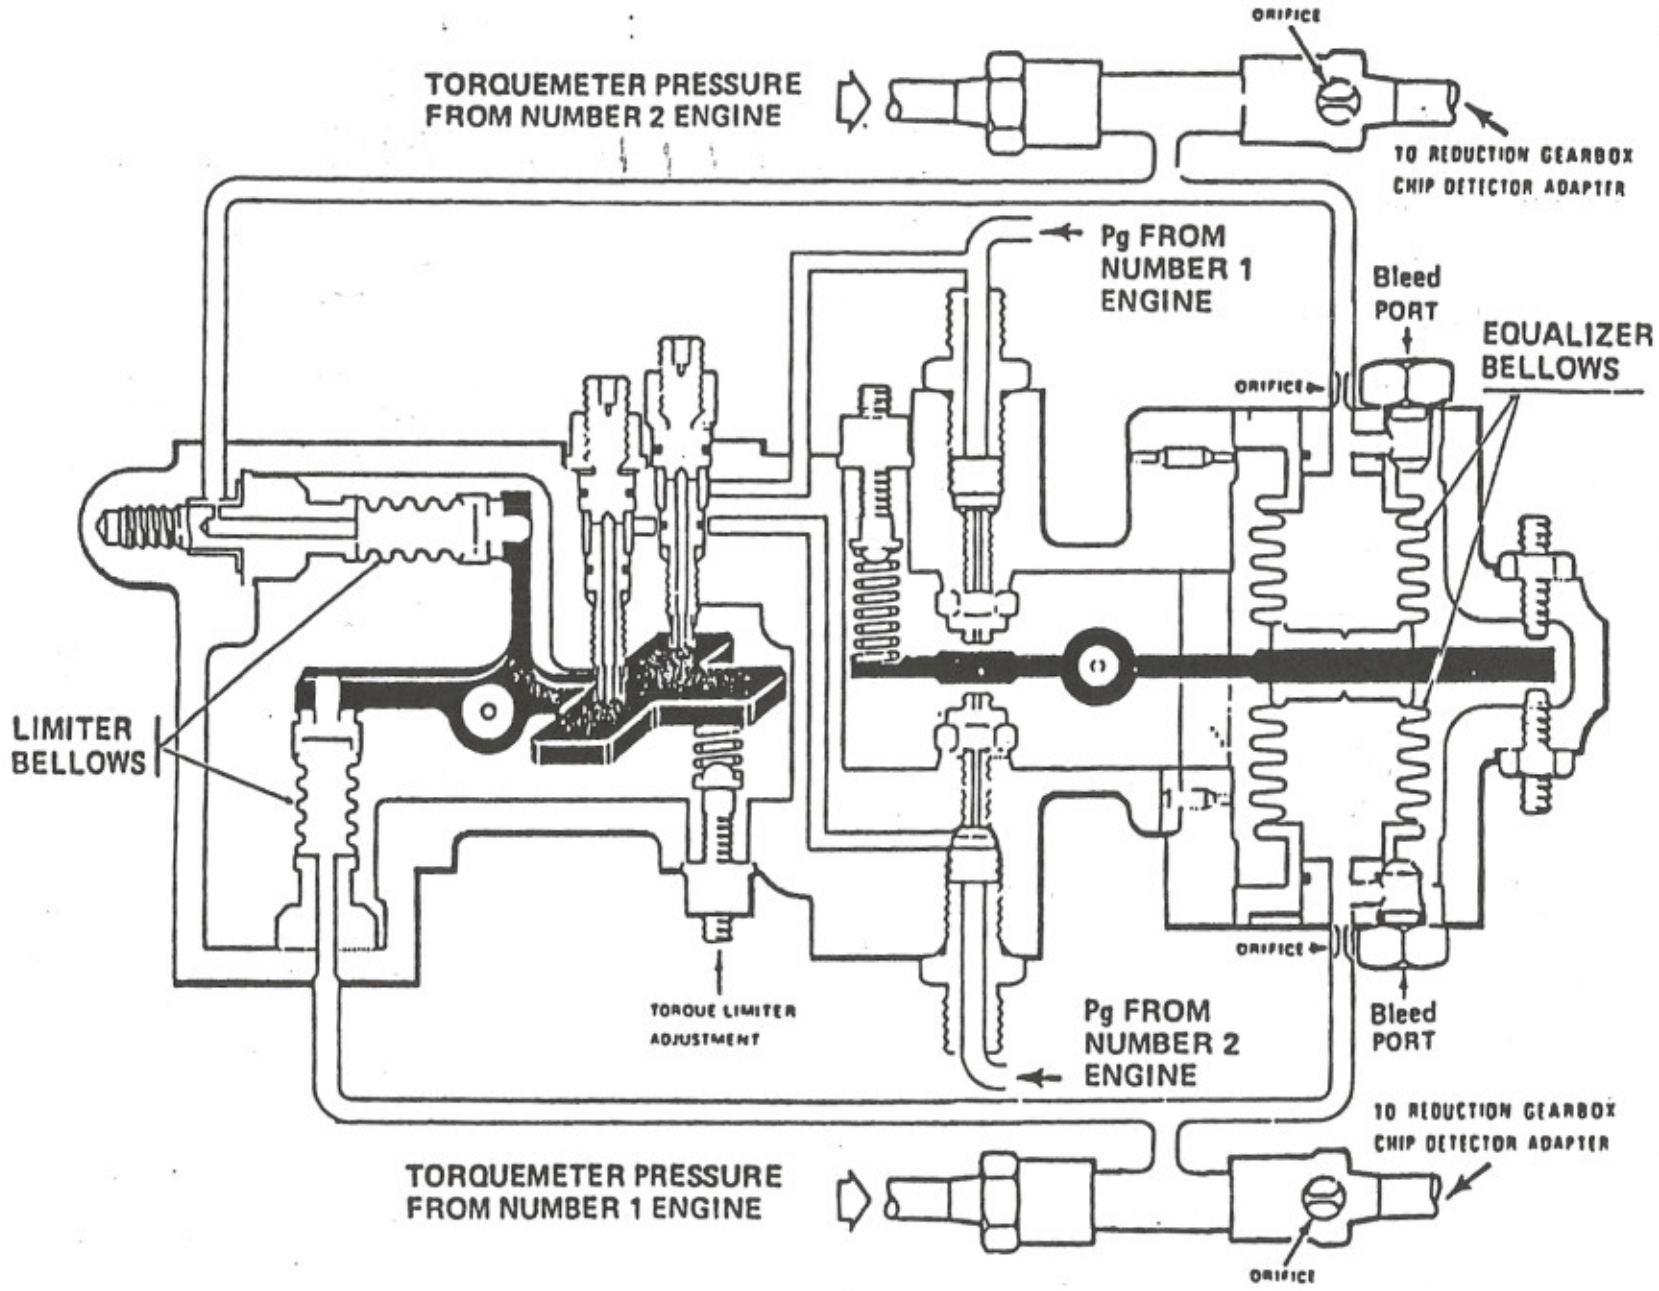 ORIFICE
TORQUEMETER PRESSURE
FROM NUMBER 2 ENGINE
TO REDUCTION GEARBOX
CHIP DETECTOR ADAPTER
Pg FROM
NUMBER 1
ENGINE
Bleed
PORT
EQUALIZER
BELLOWS
ORIFICE
LIMITER
BELLOWS
ORIFICE
TORQUE LIMITER
ADJUSTMENT
Pg FROM
NUMBER 2
ENGINE
Bleed
PORT
TO REDUCTION GEARBOX
CHIP DETECTOR ADAPTER
TORQUEMETER PRESSURE
FROM NUMBER 1 ENGINE
ORIFICE